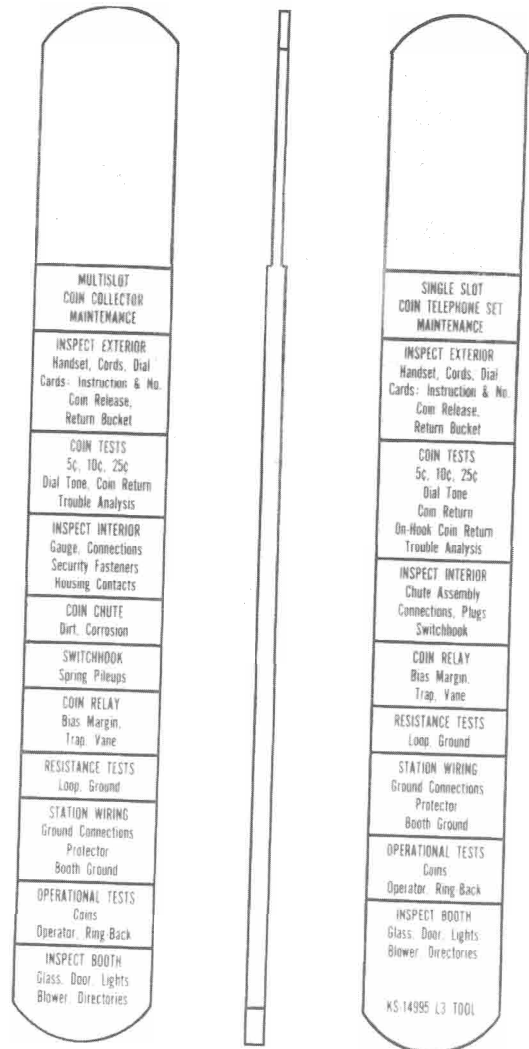 MULTISLOT
COIN COLLECTOR
MAINTENANCE
INSPECT EXTERIOR
Handset, Cords, Dial
Cards: Instruction & No.
Coin Release,
Return Bucket
COIN TESTS
5¢, 10¢, 25¢
Dial Tone, Coin Return
Trouble Analysis
INSPECT INTERIOR
Gauge, Connections
Security Fasteners
Housing Contacts
COIN CHUTE
Dirt, Corrosion
SWITCHHOOK
Spring Pileups
COIN RELAY
Bias Margin,
Trap, Vane
RESISTANCE TESTS
Loop, Ground
STATION WIRING
Ground Connections
Protector
Booth Ground
OPERATIONAL TESTS
Coins
Operator, Ring-Back
INSPECT BOOTH
Glass, Door, Lights
Blower, Directories
SINGLE SLOT
COIN TELEPHONE SET
MAINTENANCE
INSPECT EXTERIOR
Handset, Cords, Dial
Cards: Instruction & No.
Coin Release,
Return Bucket
COIN TESTS
5¢, 10¢, 25¢
Dial Tone
Coin Return
On-Hook Coin Return
Trouble Analysis
INSPECT INTERIOR
Chute Assembly
Connections, Plugs
Switchhook
COIN RELAY
Bias Margin,
Trap, Vane
RESISTANCE TESTS
Loop, Ground
STATION WIRING
Ground Connections
Protector
Booth Ground
OPERATIONAL TESTS
Coins
Operator, Ring-Back
INSPECT BOOTH
Glass, Door, Lights
Blower, Directories
KS-14995 L3 TOOL